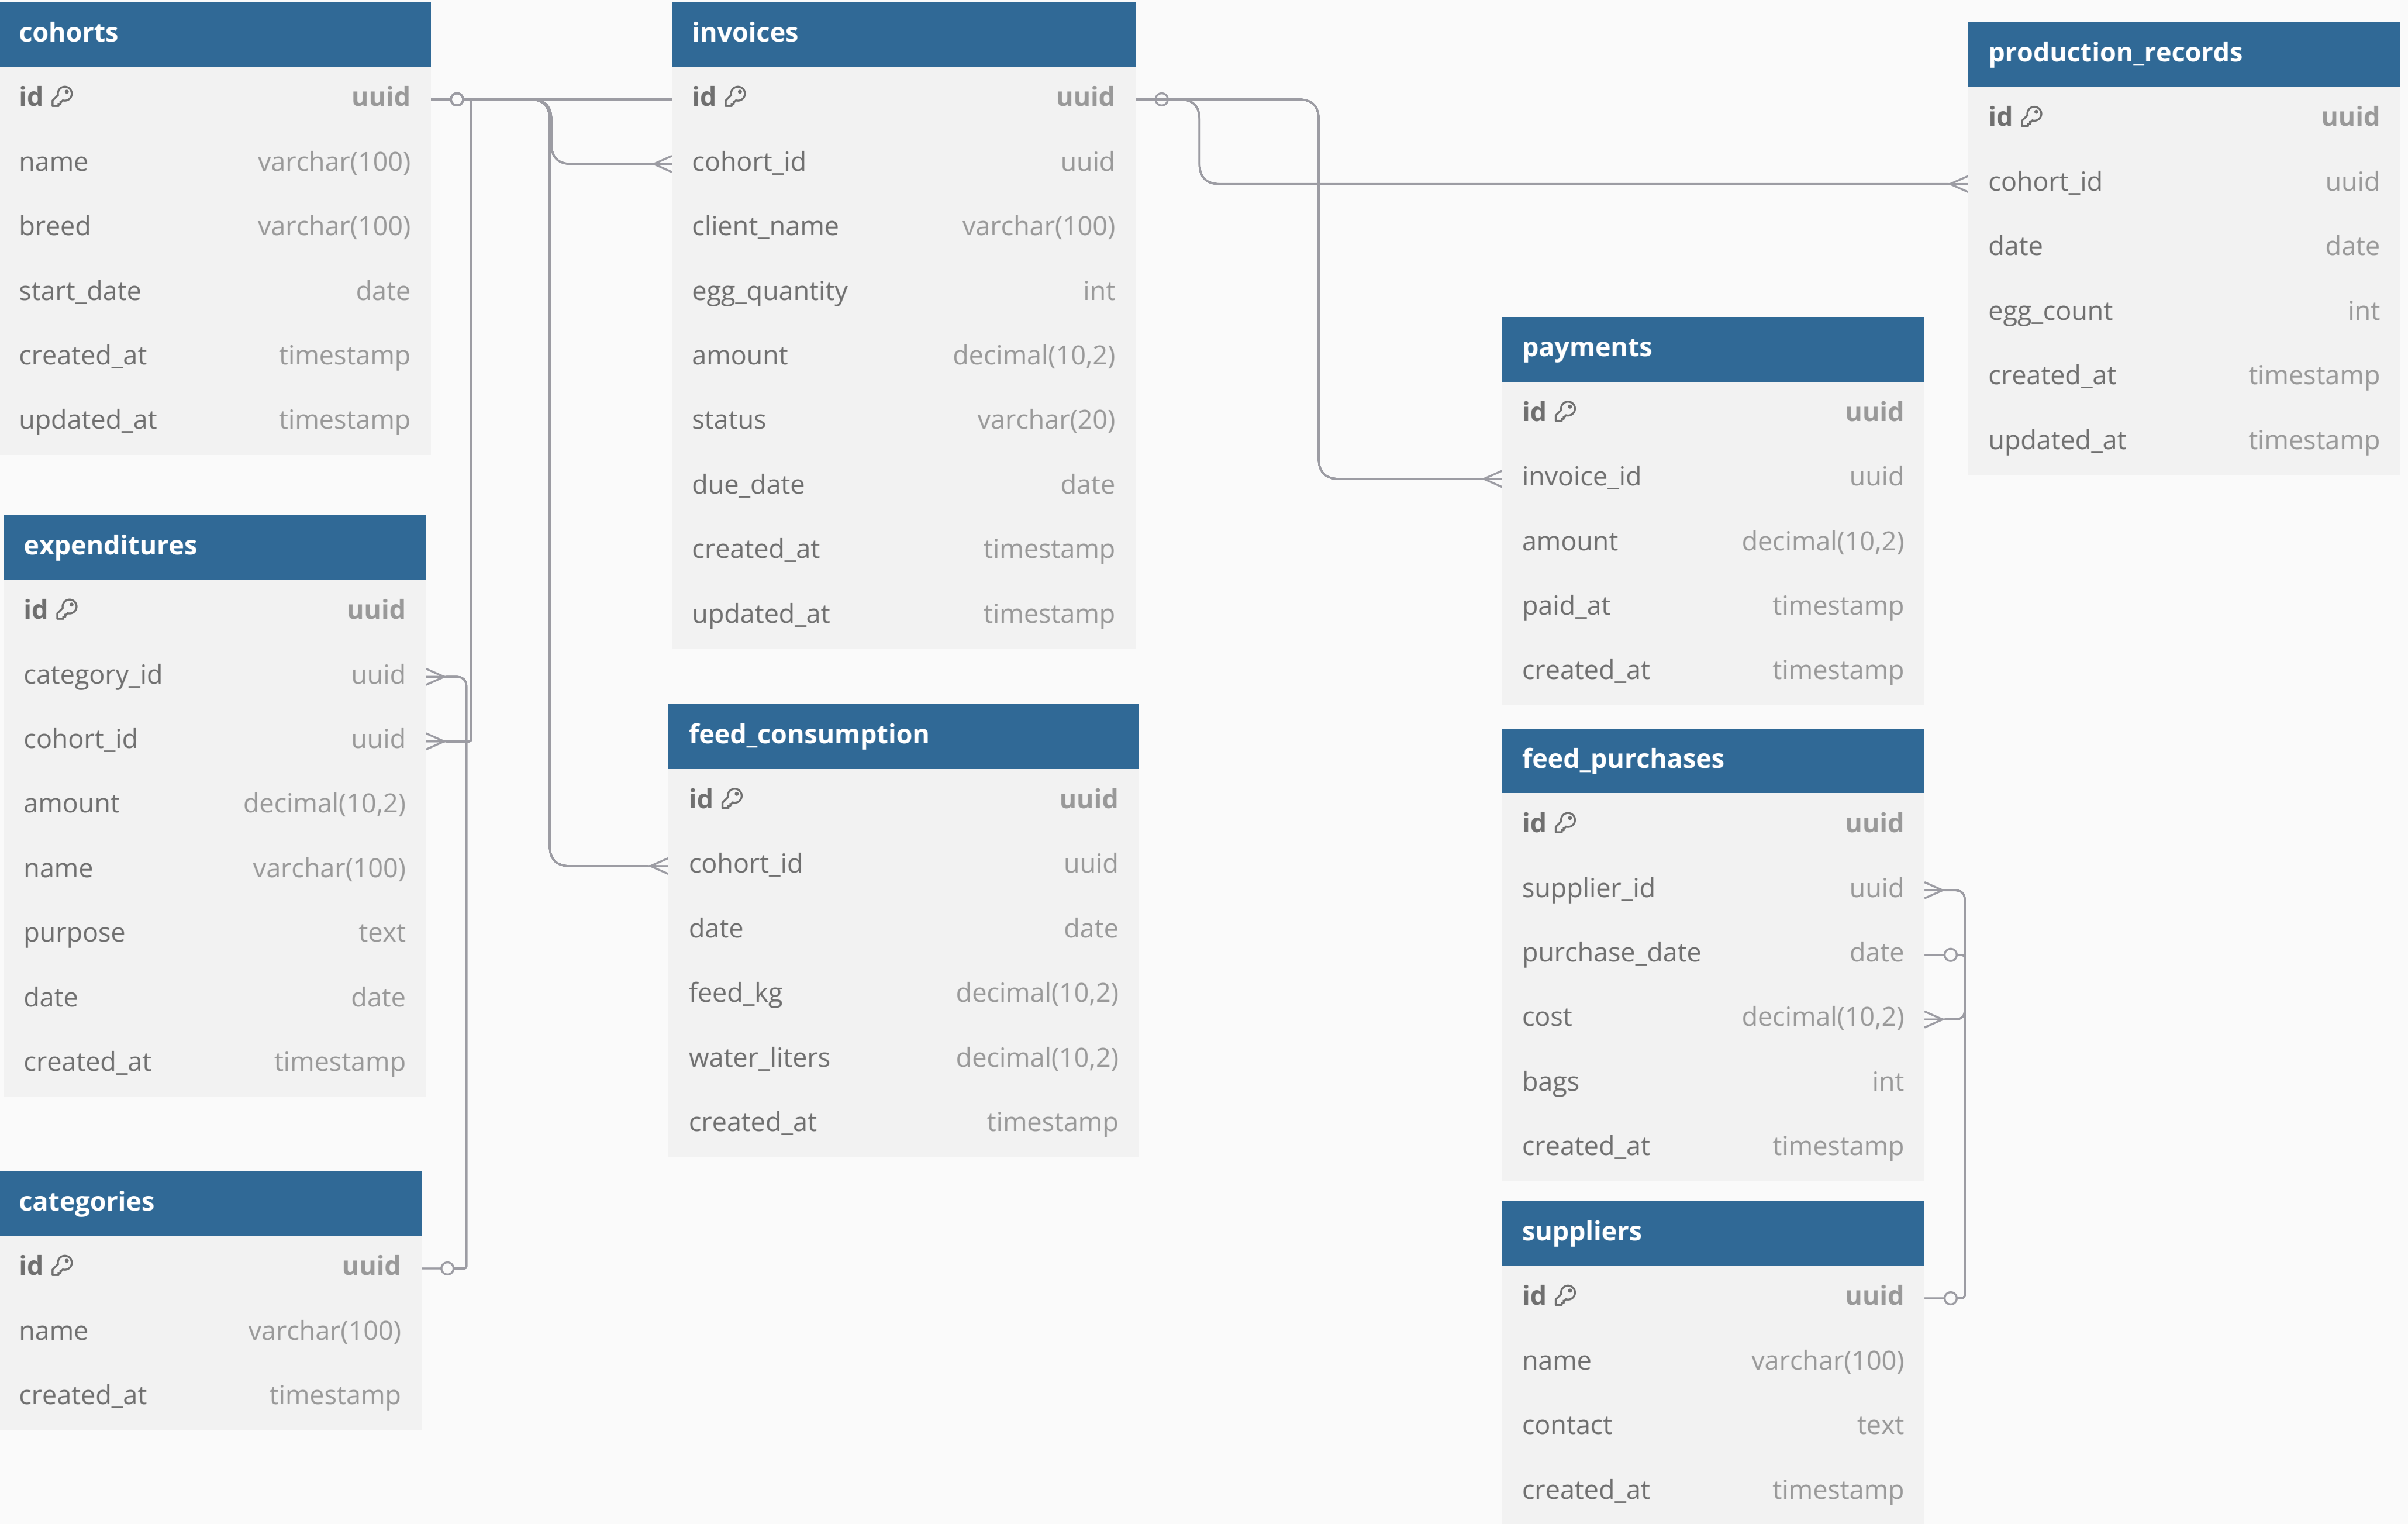 cohorts
id uuid
name varchar(100)
breed varchar(100)
start_date date
created_at timestamp
updated_at timestamp
expenditures
id uuid
category_id uuid
cohort_id uuid
amount decimal(10,2)
name varchar(100)
purpose text
date date
created_at timestamp
categories
id uuid
name varchar(100)
created_at timestamp
invoices
id uuid
cohort_id uuid
client_name varchar(100)
egg_quantity int
amount decimal(10,2)
status varchar(20)
due_date date
created_at timestamp
updated_at timestamp
feed_consumption
id uuid
cohort_id uuid
date date
feed_kg decimal(10,2)
water_liters decimal(10,2)
created_at timestamp
payments
id uuid
invoice_id uuid
amount decimal(10,2)
paid_at timestamp
created_at timestamp
feed_purchases
id uuid
supplier_id uuid
purchase_date date
cost decimal(10,2)
bags int
created_at timestamp
suppliers
id uuid
name varchar(100)
contact text
created_at timestamp
production_records
id uuid
cohort_id uuid
date date
egg_count int
created_at timestamp
updated_at timestamp